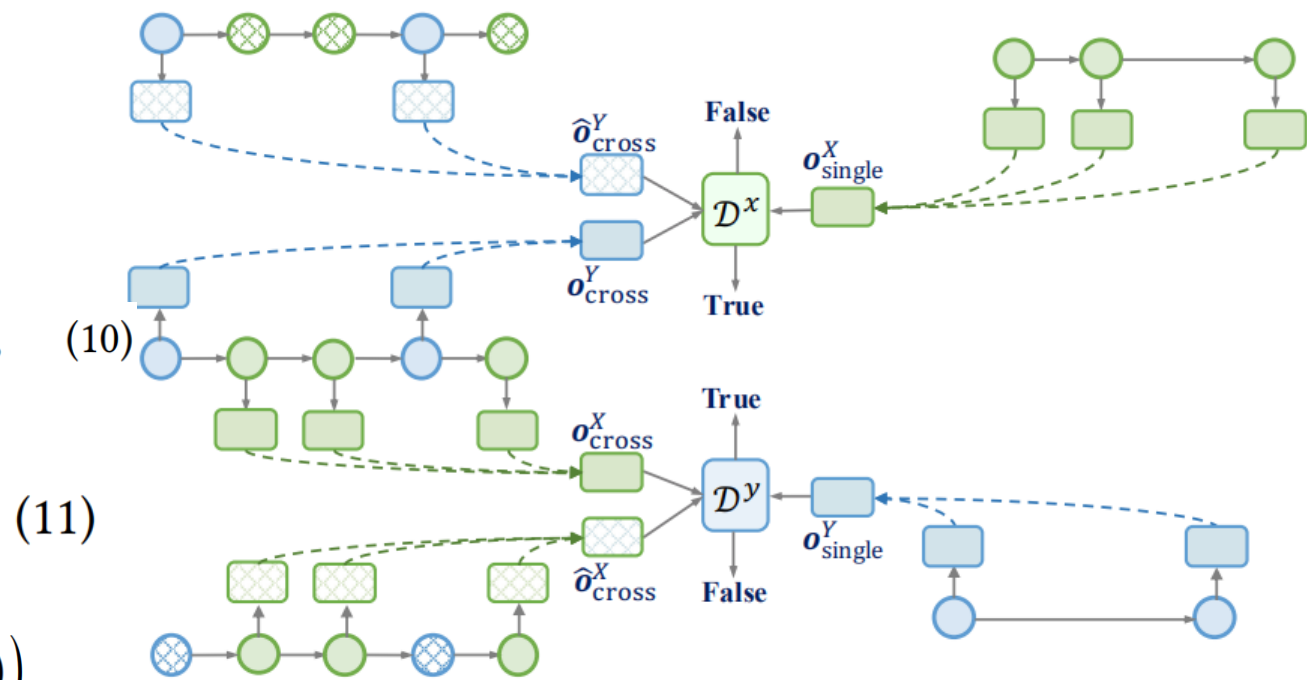 ô^Y_cross
False
o^X_single
𝒟^x
o^Y_cross
True
(10)
True
o^X_cross
𝒟^y
(11)
o^Y_single
ô^X_cross
False
)